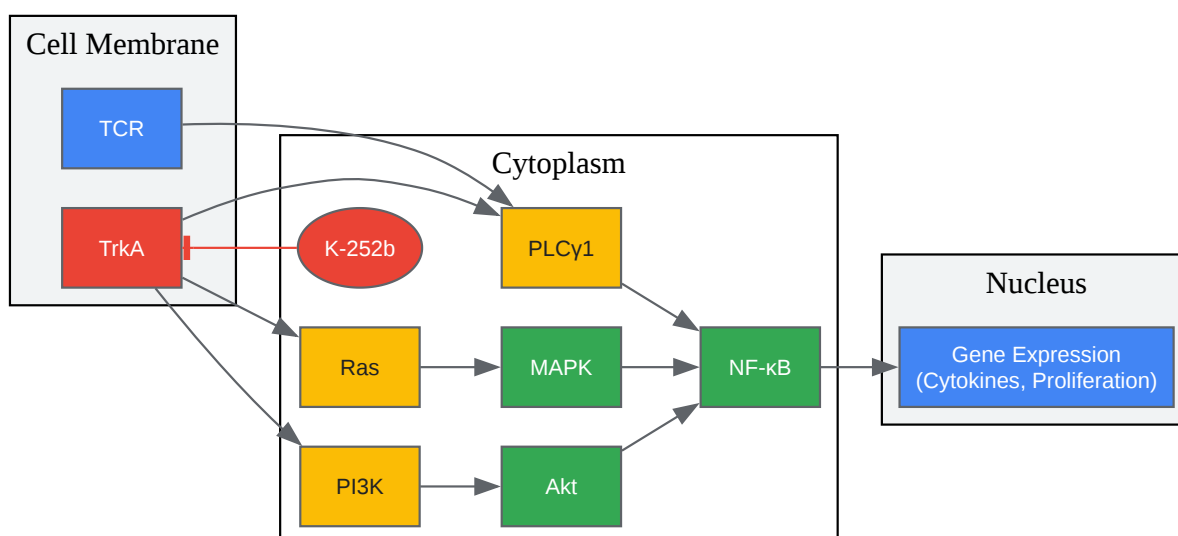 Cell Membrane
TCR
TrkA
Cytoplasm
K-252b
PLCγ1
Ras
MAPK
NF-κB
PI3K
Akt
Nucleus
Gene Expression
(Cytokines, Proliferation)